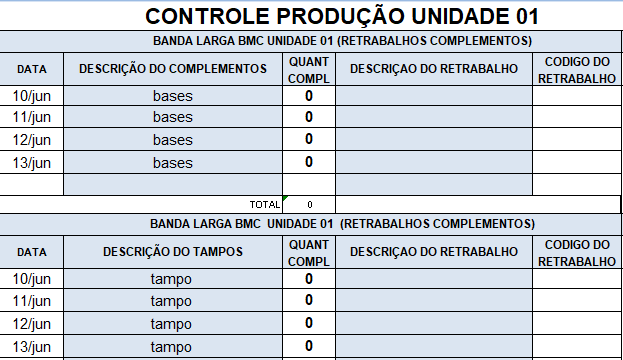 CONTROLE PRODUÇÃO UNIDADE 01
BANDA LARGA BMC UNIDADE 01 (RETRABALHOS COMPLEMENTOS)
DATA DESCRIÇÃO DO COMPLEMENTOS QUANT COMPL DESCRIÇAO DO RETRABALHO CODIGO DO RETRABALHO
10/jun bases 0
11/jun bases 0
12/jun bases 0
13/jun bases 0
TOTAL 0
BANDA LARGA BMC UNIDADE 01 (RETRABALHOS COMPLEMENTOS)
DATA DESCRIÇÃO DO TAMPOS QUANT COMPL DESCRIÇAO DO RETRABALHO CODIGO DO RETRABALHO
10/jun tampo 0
11/jun tampo 0
12/jun tampo 0
13/jun tampo 0